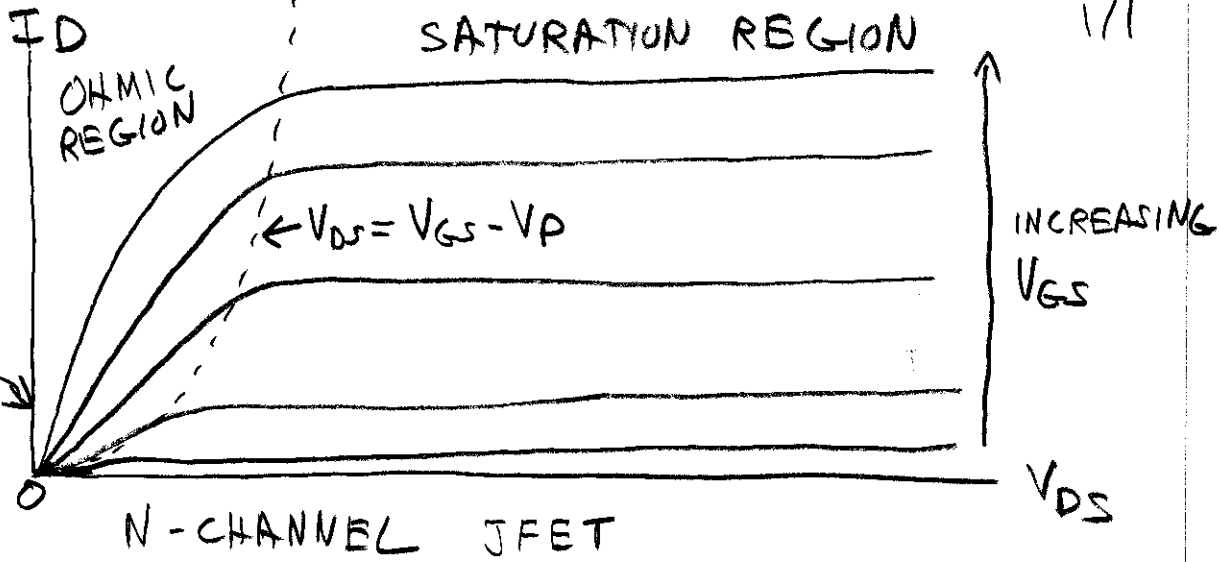 ID
SATURATION REGION
1/1
OHMIC
REGION
←VDS = VGS - VP
INCREASING
VGS
0
VDS
N-CHANNEL JFET